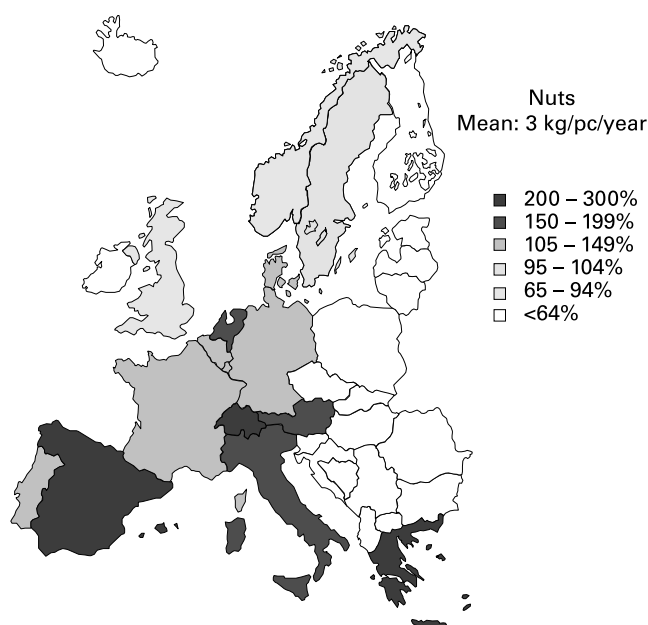 Nuts
Mean: 3 kg/pc/year
200 – 300%
150 – 199%
105 – 149%
95 – 104%
65 – 94%
<64%